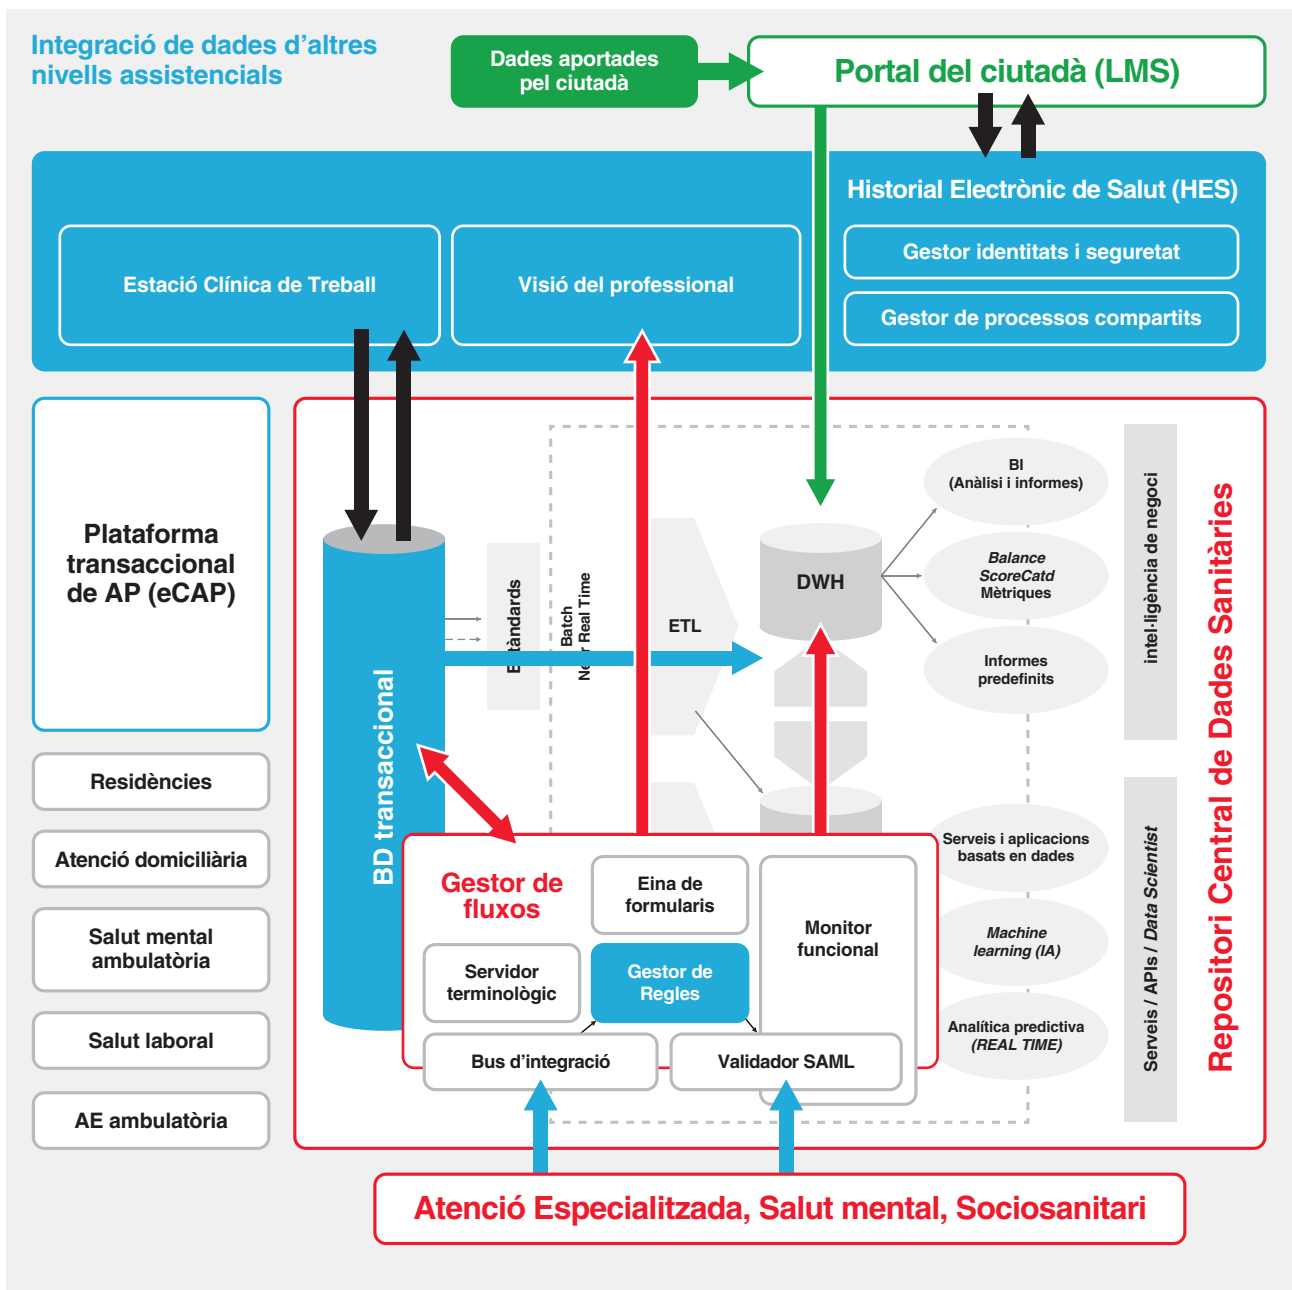 Integració de dades d’altres
nivells assistencials
Dades aportades
pel ciutadà
Portal del ciutadà (LMS)
Historial Electrònic de Salut (HES)
Estació Clínica de Treball
Visió del professional
Gestor identitats i seguretat
Gestor de processos compartits
Plataforma
transaccional
de AP (eCAP)
Residències
Atenció domiciliària
Salut mental
ambulatòria
Salut laboral
AE ambulatòria
BD transaccional
Estàndards
Batch
Near Real Time
ETL
DWH
BI
(Anàlisi i informes)
Balance
ScoreCatd
Mètriques
Informes
predefinits
intel·ligència de negoci
Serveis i aplicacions
basats en dades
Machine
learning (IA)
Analítica predictiva
(REAL TIME)
Serveis / APIs / Data Scientist
Repositori Central de Dades Sanitàries
Gestor de
fluxos
Eina de
formularis
Monitor
funcional
Servidor
terminològic
Gestor de
Regles
Bus d’integració
Validador SAML
Atenció Especialitzada, Salut mental, Sociosanitari